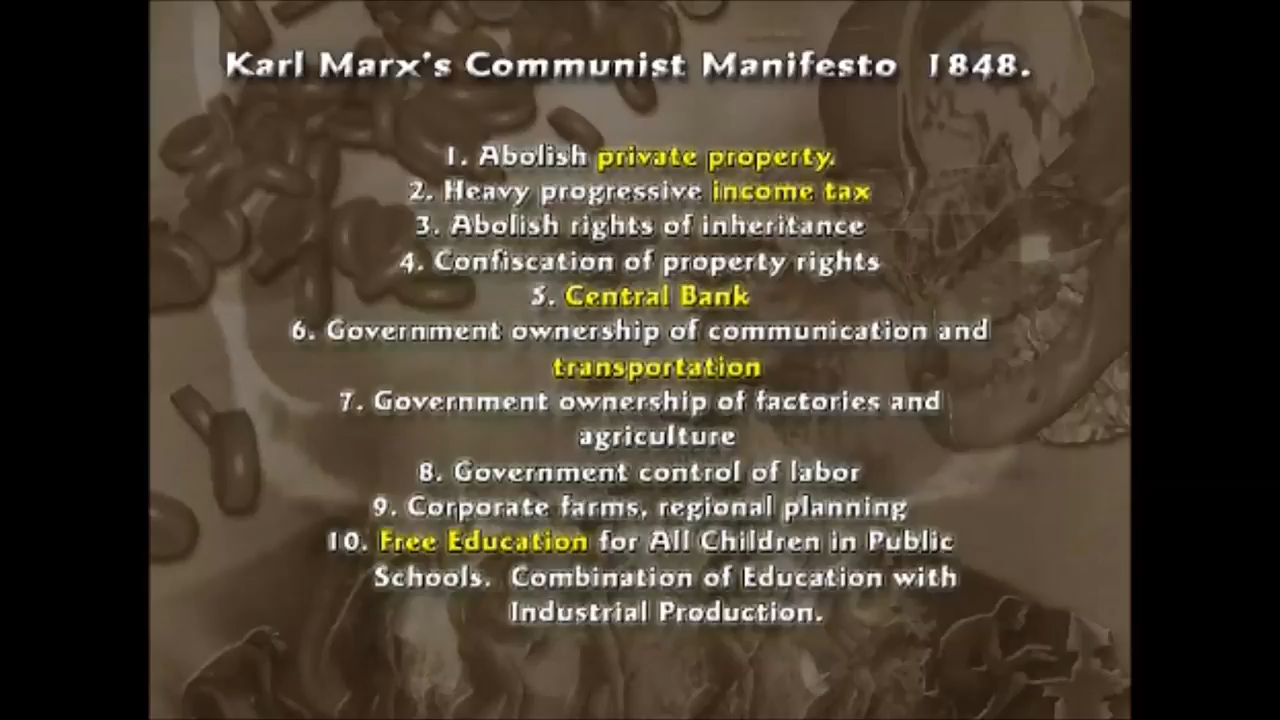 Karl Marx's Communist Manifesto 1848.
1. Abolish private property.
2. Heavy progressive income tax
3. Abolish rights of inheritance
4. Confiscation of property rights
5. Central Bank
6. Government ownership of communication and
transportation
7. Government ownership of factories and
agriculture
8. Government control of labor
9. Corporate farms, regional planning
10. Free Education for All Children in Public
Schools. Combination of Education with
Industrial Production.